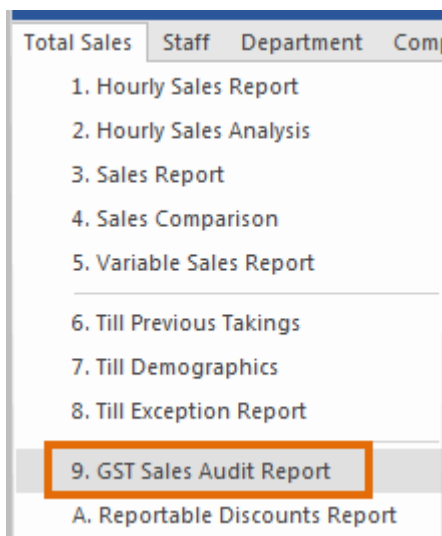 Total Sales Staff Department Com
1. Hourly Sales Report
2. Hourly Sales Analysis
3. Sales Report
4. Sales Comparison
5. Variable Sales Report
6. Till Previous Takings
7. Till Demographics
8. Till Exception Report
9. GST Sales Audit Report
A. Reportable Discounts Report